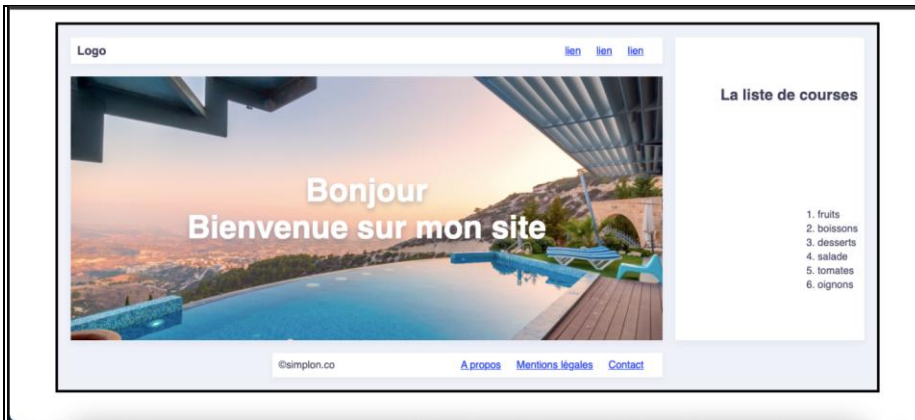 Logo
lien lien lien
Bonjour
Bienvenue sur mon site
La liste de courses
1. fruits
2. boissons
3. desserts
4. salade
5. tomates
6. oignons
©simplon.co
A propos Mentions légales Contact